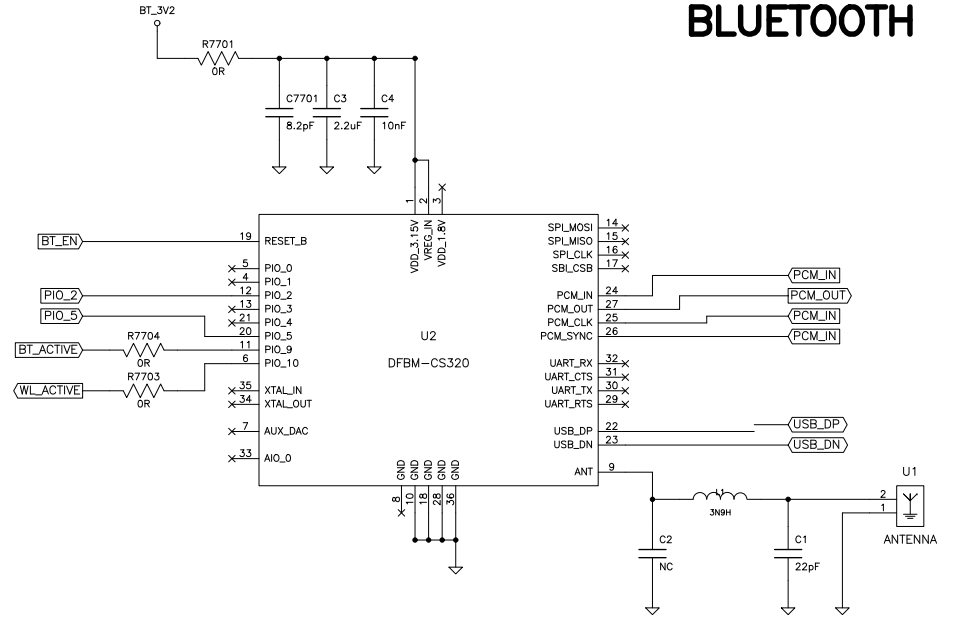 BLUETOOTH
BT_3V2
R7701
0R
C7701 C3 C4
8.2pF 2.2uF 10nF
1 2 3
VDD_3.15V VREG_IN VDD_1.8V
BT_EN 19 RESET_B
5 PIO_0
4 PIO_1
PIO_2 12 PIO_2
13 PIO_3
21 PIO_4
PIO_5 20 PIO_5
BT_ACTIVE R7704 0R 11 PIO_9
WL_ACTIVE R7703 0R 6 PIO_10
35 XTAL_IN
34 XTAL_OUT
7 AUX_DAC
33 AIO_0
U2
DFBM-CS320
SPI_MOSI 14
SPI_MISO 15
SPI_CLK 16
SBI_CSB 17
PCM_IN 24 PCM_IN
PCM_OUT 27 PCM_OUT
PCM_CLK 25 PCM_IN
PCM_SYNC 26 PCM_IN
UART_RX 32
UART_CTS 31
UART_TX 30
UART_RTS 29
USB_DP 22 USB_DP
USB_DN 23 USB_DN
ANT 9
GND GND GND GND GND
8 10 18 28 36
L1
3N9H
C2
NC
C1
22pF
U1
2
1
ANTENNA